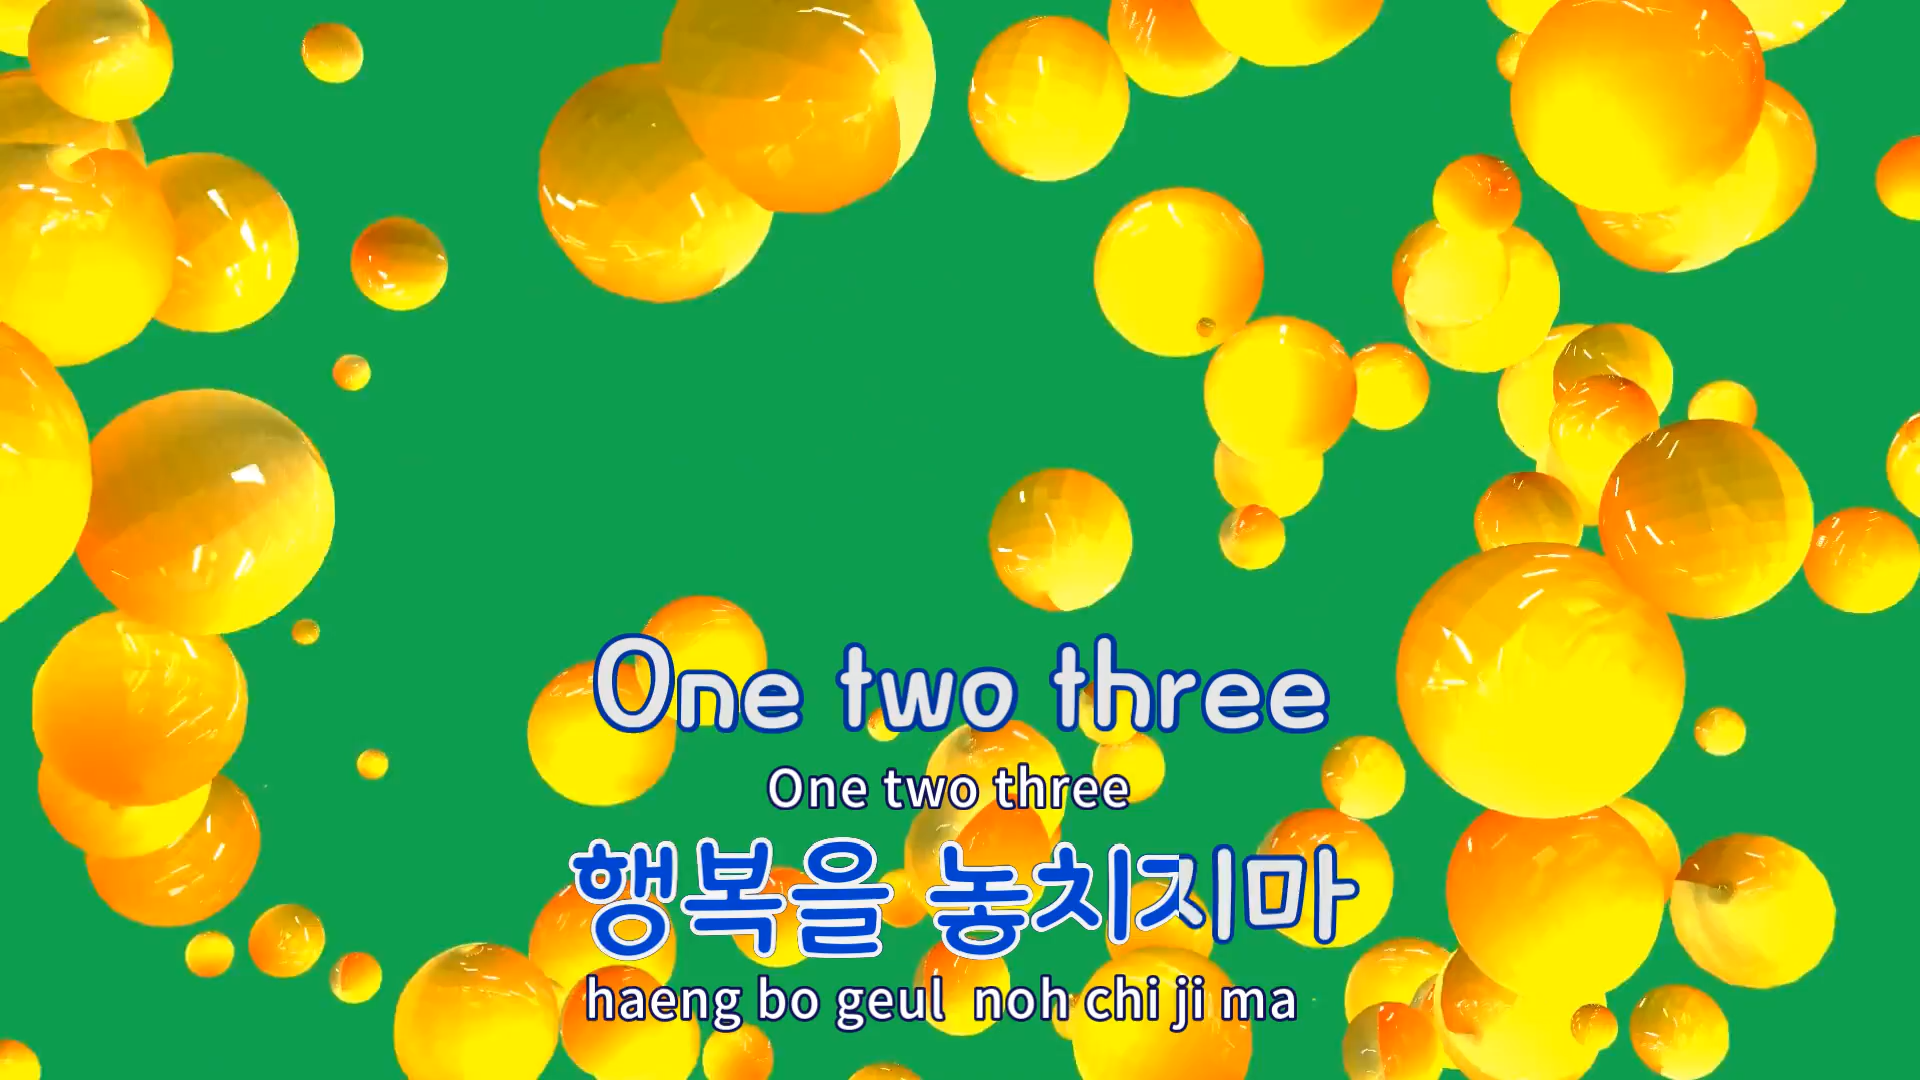 One two three
One two three
행복을 놓치지마
haeng bo geul noh chi ji ma